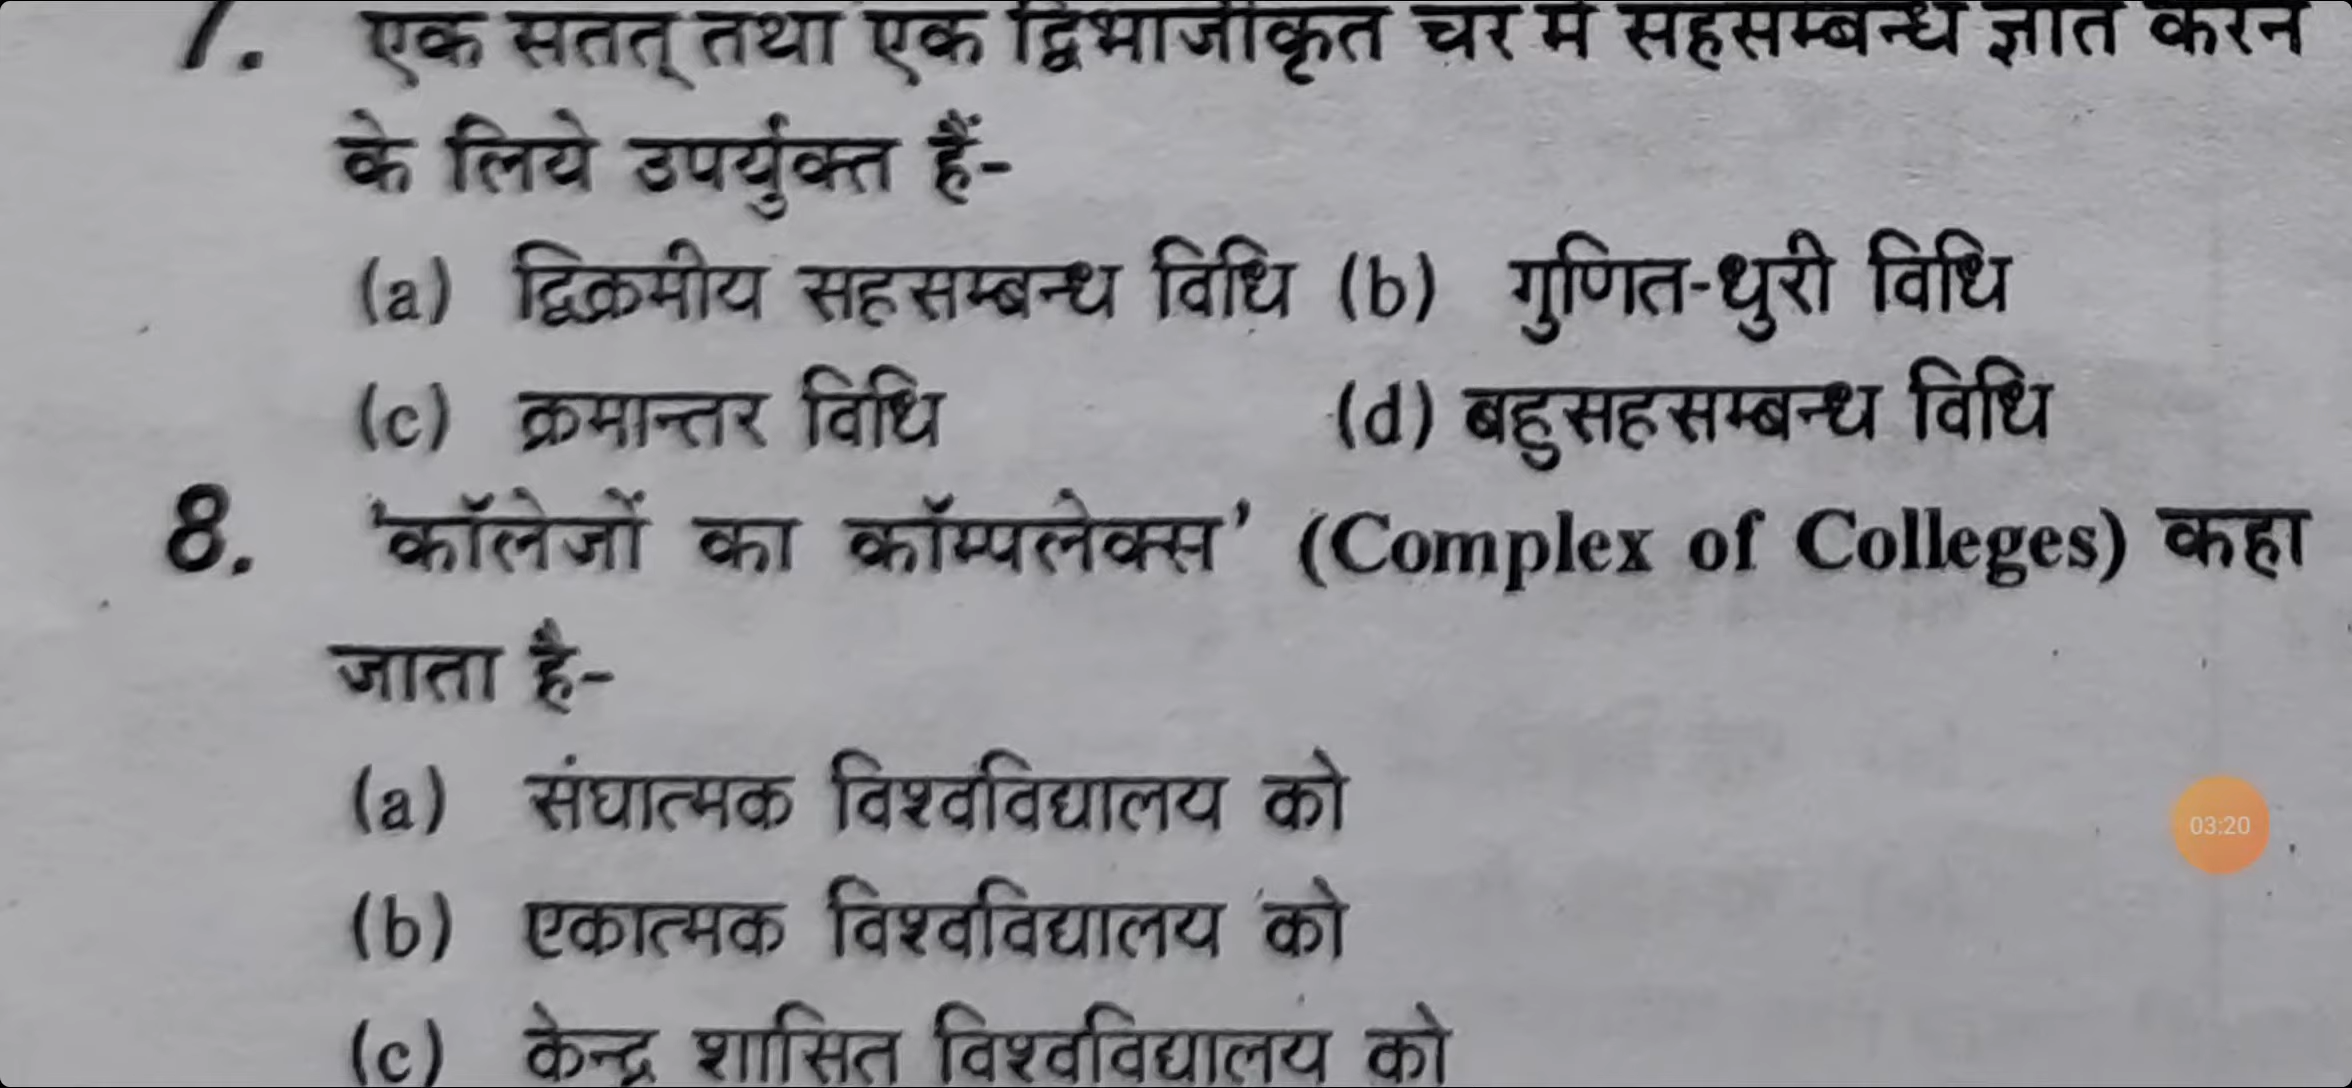 7. एक सतत् तथा एक द्विभाजीकृत चर में सहसम्बन्ध ज्ञात करने
के लिये उपर्युक्त हैं-
(a) द्विक्रमीय सहसम्बन्ध विधि (b) गुणित-धुरी विधि
(c) क्रमान्तर विधि (d) बहुसहसम्बन्ध विधि
8. 'कॉलेजों का कॉम्पलेक्स' (Complex of Colleges) कहा
जाता है-
(a) संघात्मक विश्वविद्यालय को
03:20
(b) एकात्मक विश्वविद्यालय को
(c) केन्द्र शासित विश्वविद्यालय को